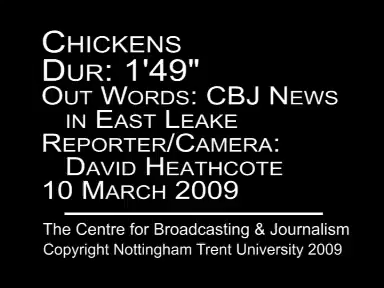 Chickens
Dur: 1'49"
Out Words: CBJ News
in East Leake
Reporter/Camera:
David Heathcote
10 March 2009
The Centre for Broadcasting & Journalism
Copyright Nottingham Trent University 2009